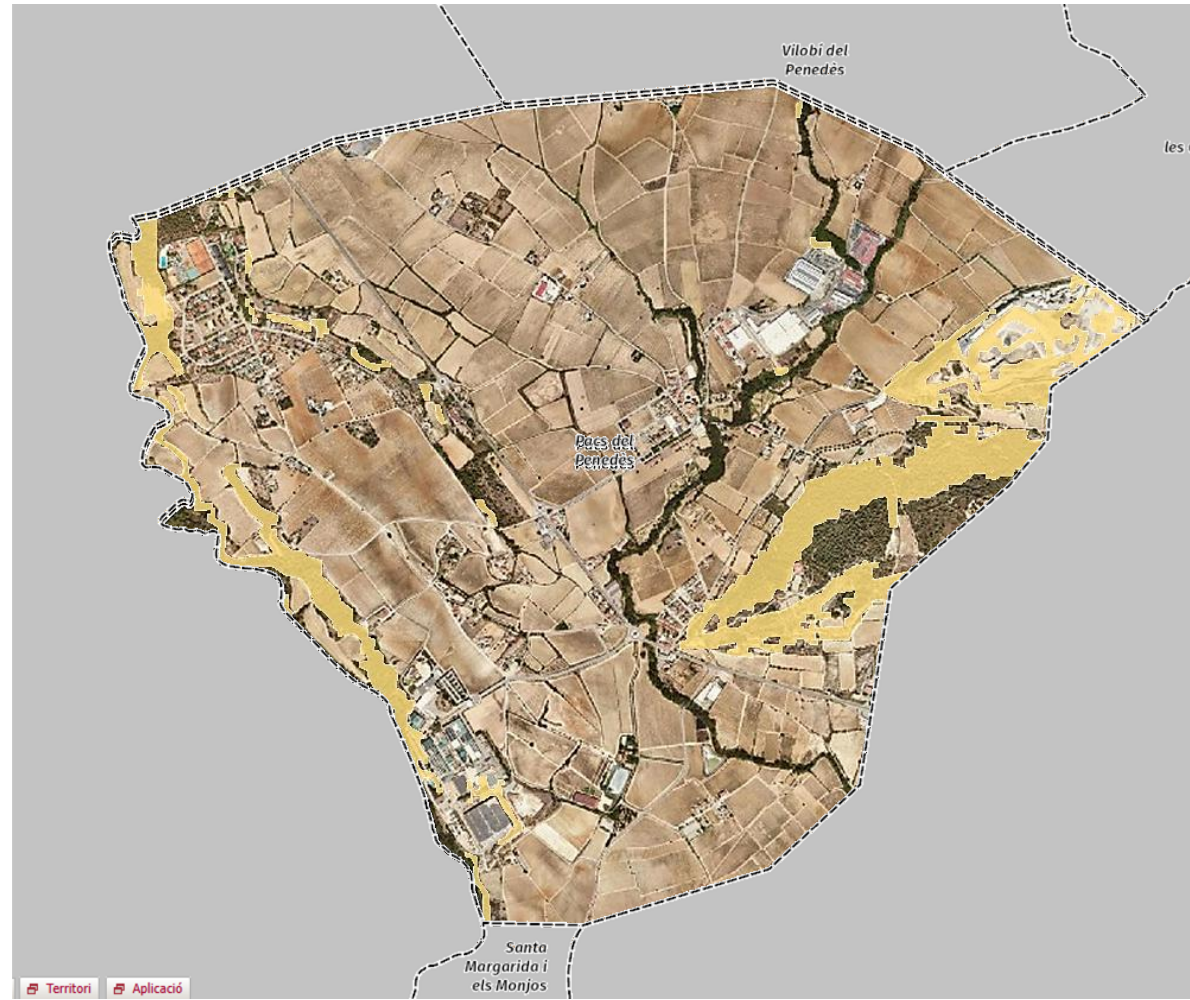 Vilobí del
Penedès
les
Pacs del
Penedès
Santa
Margarida i
els Monjos
Territori
Aplicació